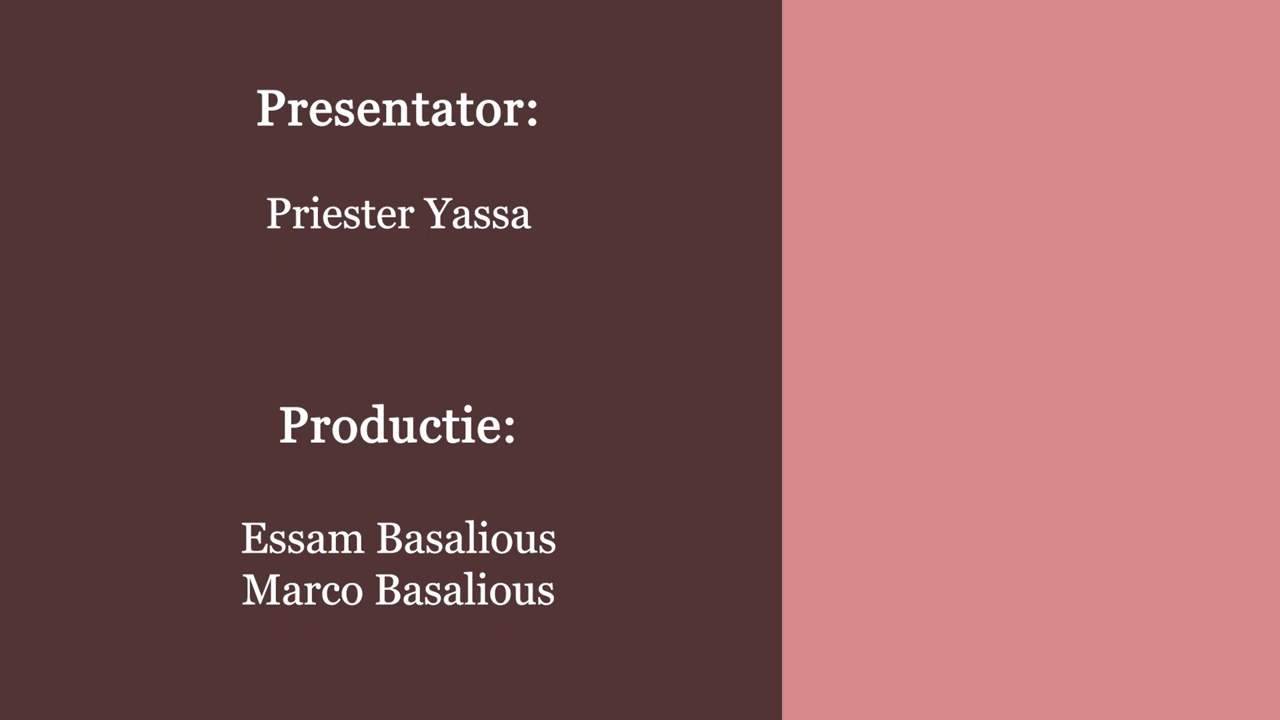 Presentator:
Priester Yassa
Productie:
Essam Basalious
Marco Basalious